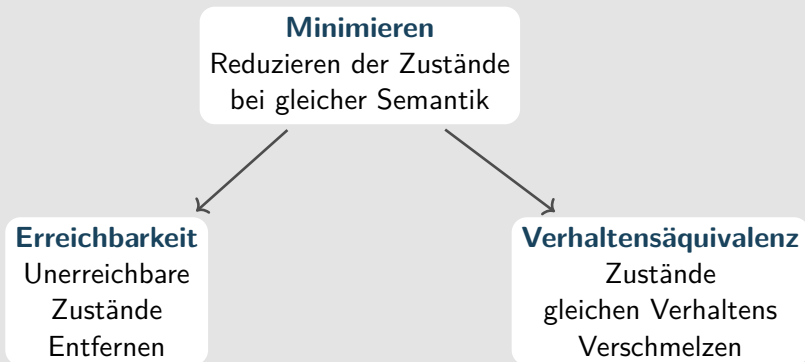 Minimieren
Reduzieren der Zustände
bei gleicher Semantik
Erreichbarkeit
Unerreichbare
Zustände
Entfernen
Verhaltensäquivalenz
Zustände
gleichen Verhaltens
Verschmelzen